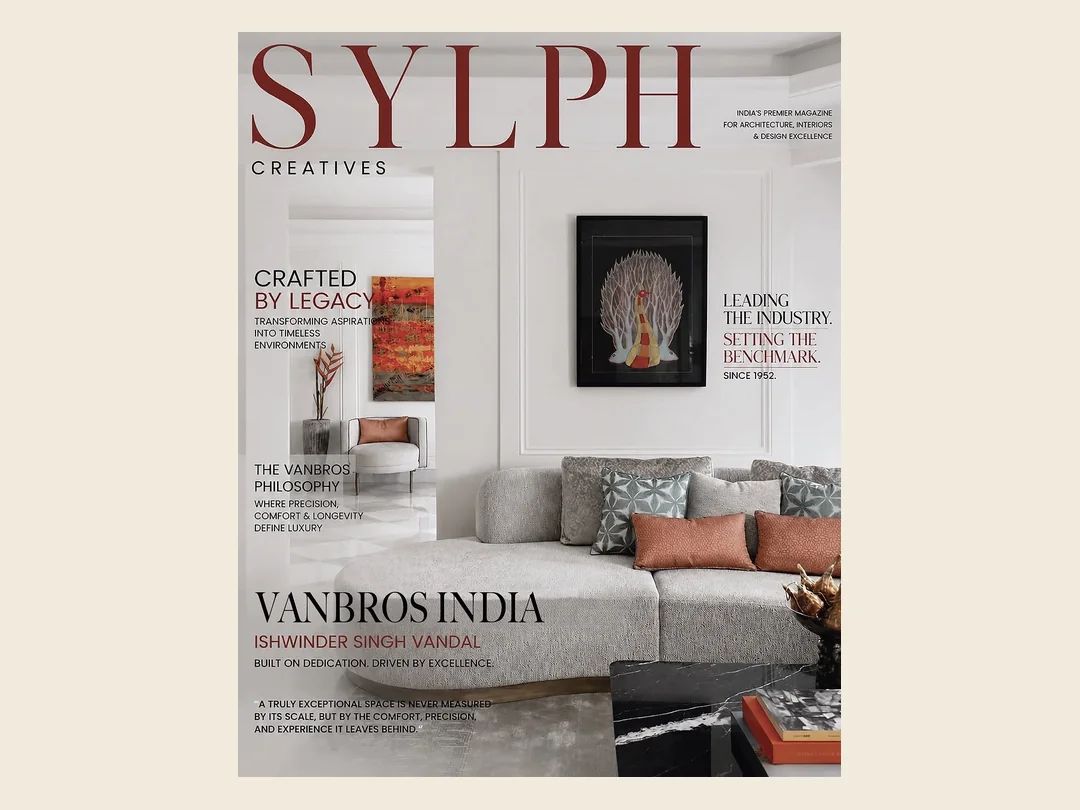 SYLPH
CREATIVES
INDIA'S PREMIER MAGAZINE
FOR ARCHITECTURE, INTERIORS
& DESIGN EXCELLENCE
CRAFTED
BY LEGACY
TRANSFORMING ASPIRATIONS
INTO TIMELESS
ENVIRONMENTS
LEADING
THE INDUSTRY.
SETTING THE
BENCHMARK.
SINCE 1952.
THE VANBROS
PHILOSOPHY
WHERE PRECISION,
COMFORT & LONGEVITY
DEFINE LUXURY
VANBROS INDIA
ISHWINDER SINGH VANDAL
BUILT ON DEDICATION. DRIVEN BY EXCELLENCE.
"A TRULY EXCEPTIONAL SPACE IS NEVER MEASURED
BY ITS SCALE, BUT BY THE COMFORT, PRECISION,
AND EXPERIENCE IT LEAVES BEHIND."